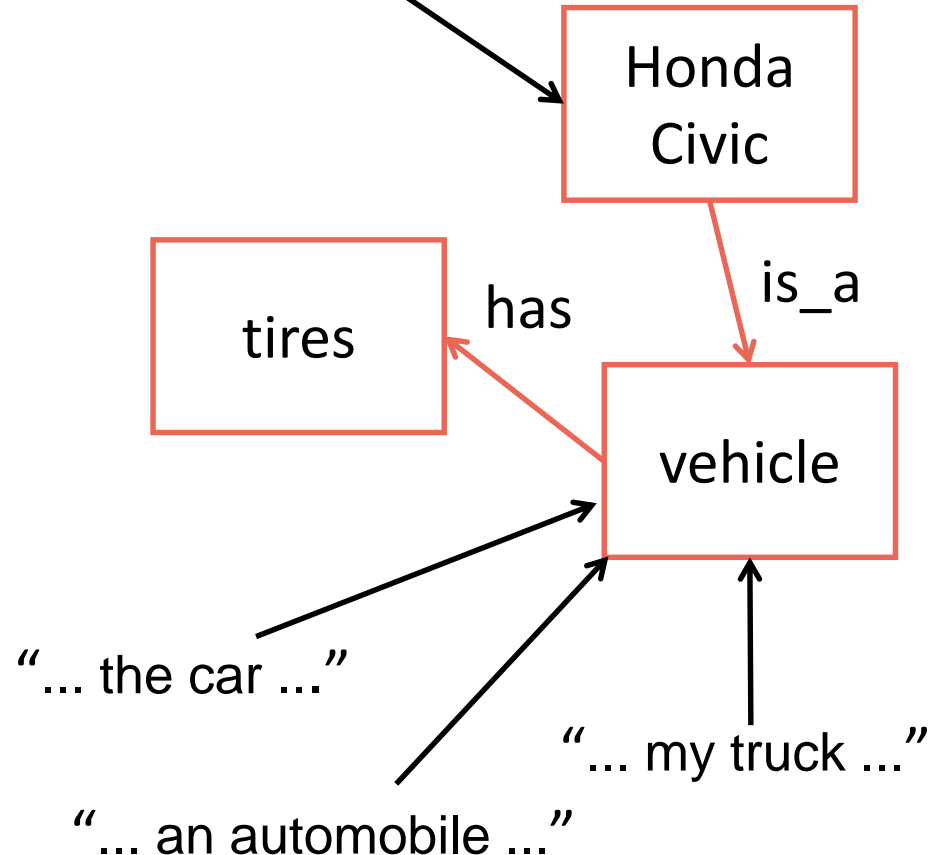 Honda
Civic
is_a
has
tires
vehicle
“... the car ...”
“... my truck ...”
“... an automobile ...”